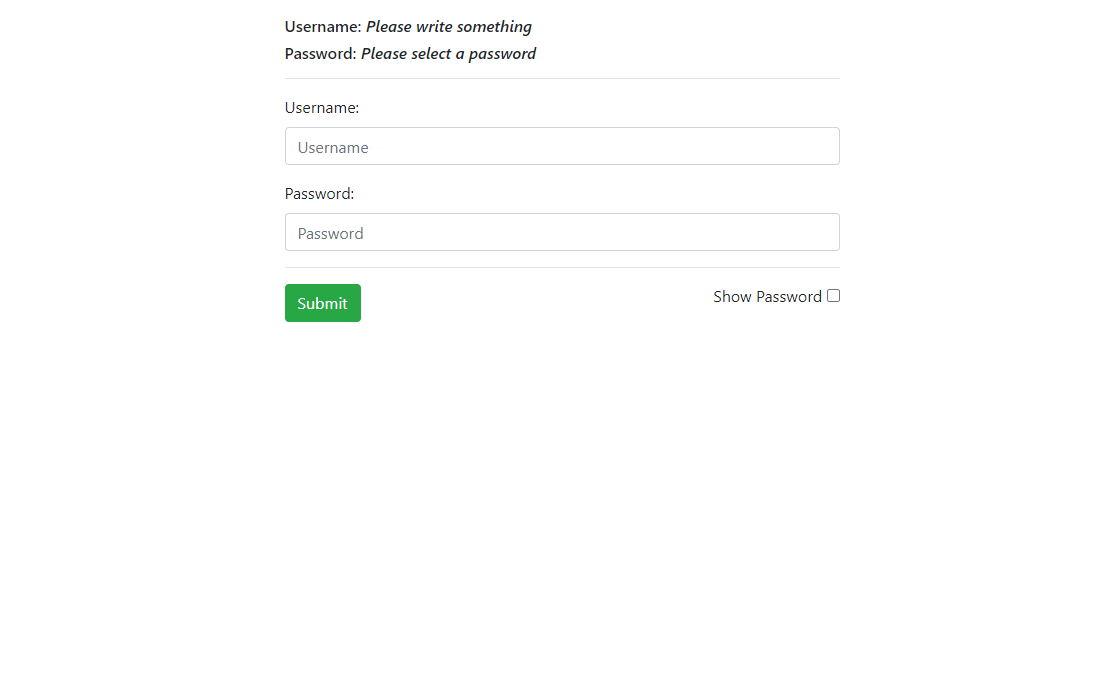 Username: Please write something
Password: Please select a password
Username:
Username
Password:
Password
Submit
Show Password